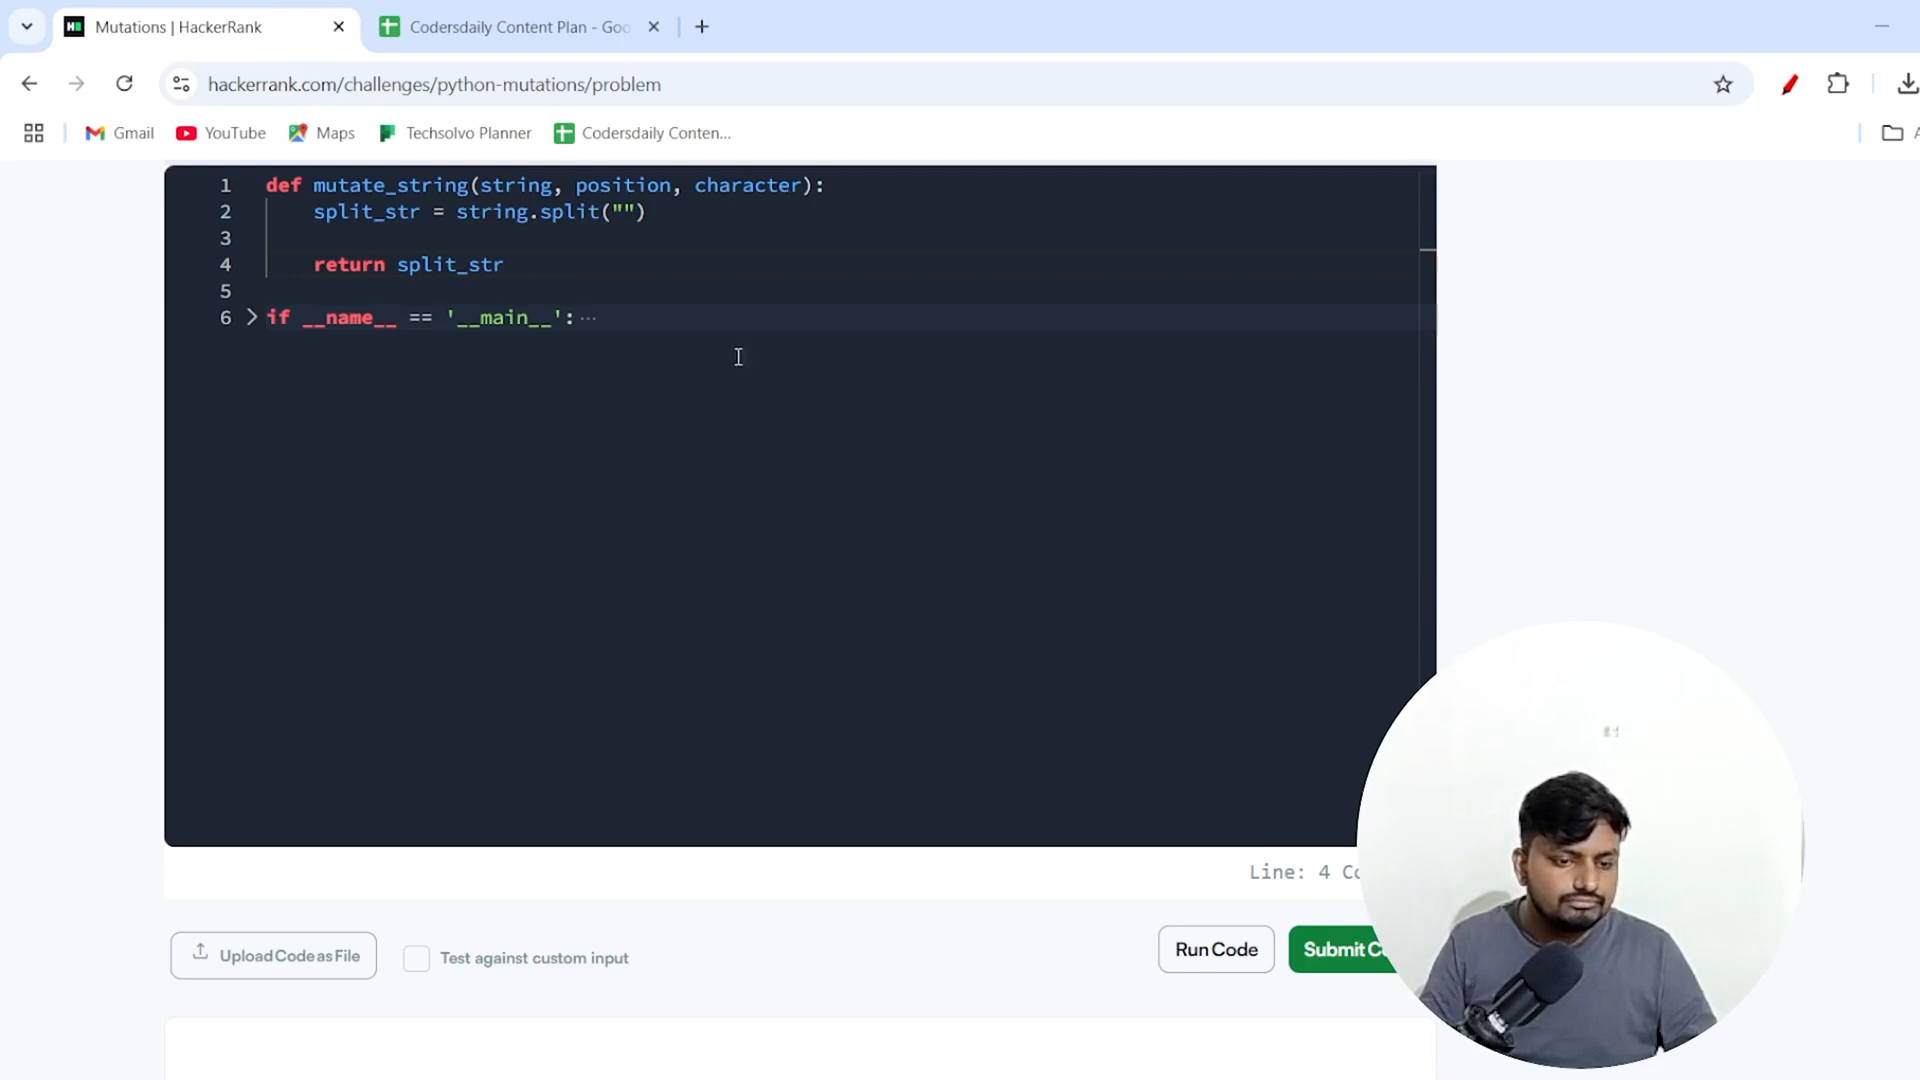 Mutations | HackerRank
Codersdaily Content Plan - Goo
hackerrank.com/challenges/python-mutations/problem
Gmail
YouTube
Maps
Techsolvo Planner
Codersdaily Conten...
1 def mutate_string(string, position, character):
2 split_str = string.split("")
3
4 return split_str
5
6 if __name__ == '__main__': ...
Line: 4
Upload Code as File
Test against custom input
Run Code
Submit